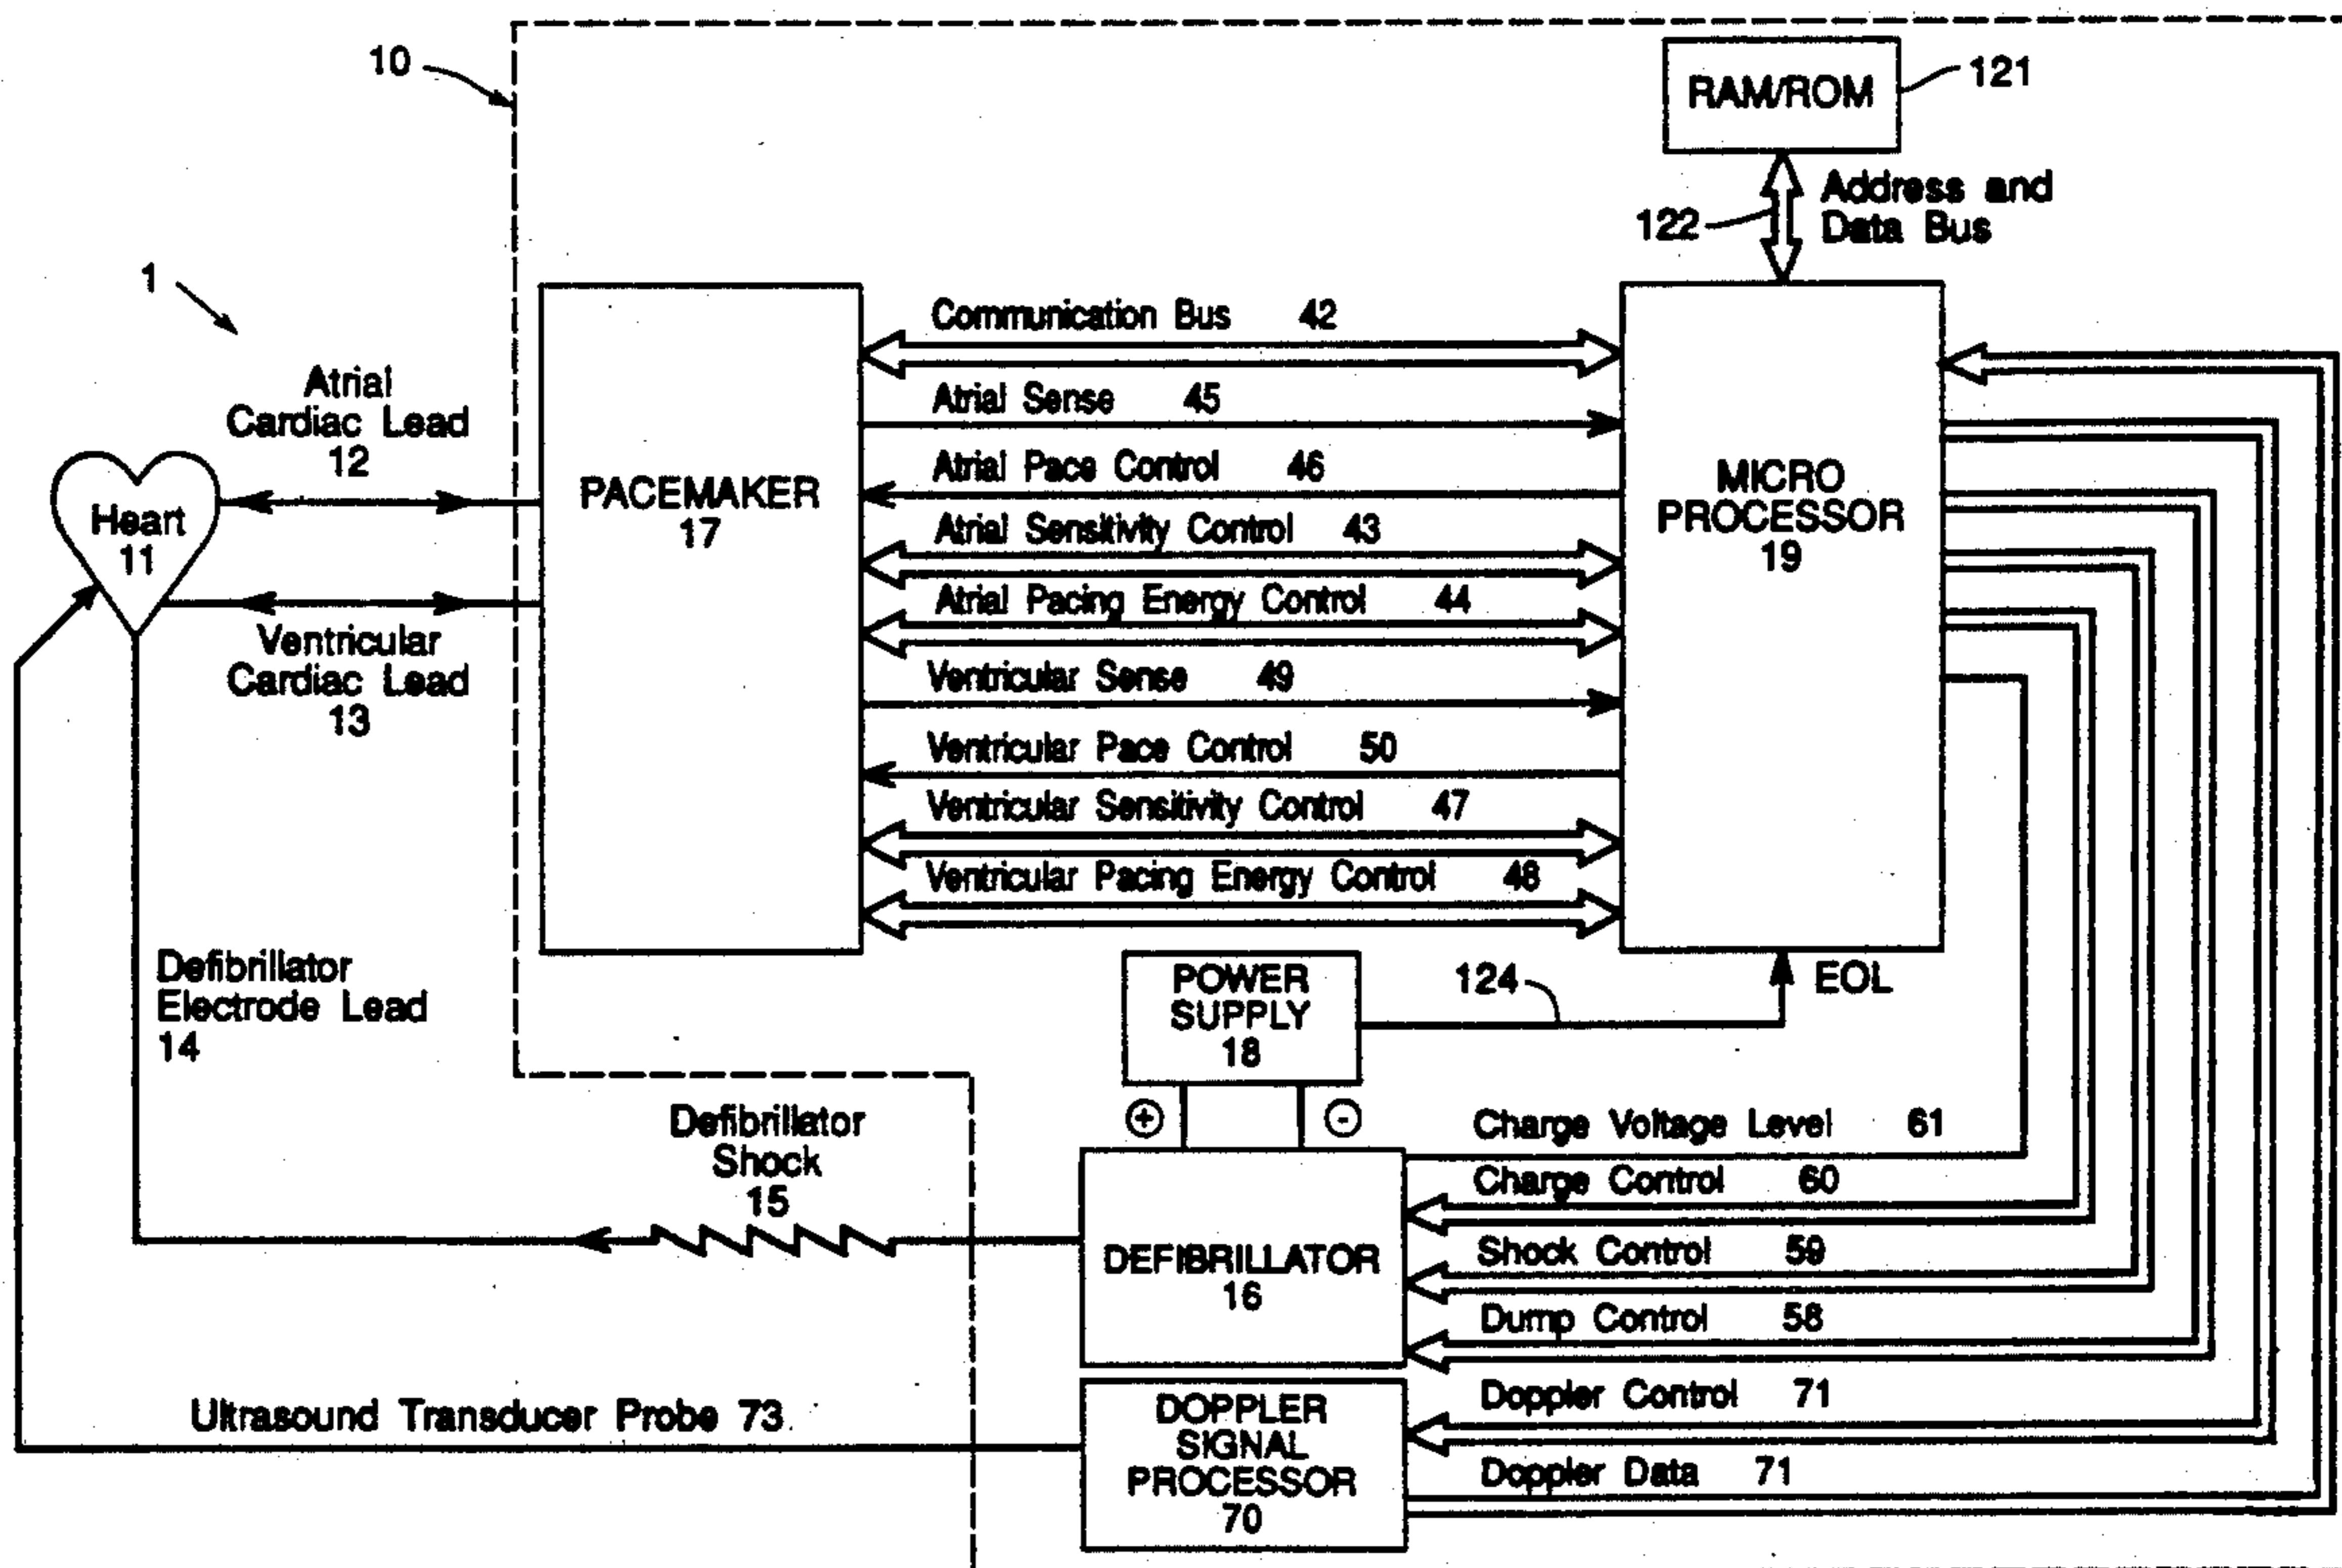 10
RAM/ROM
121
122
Address and
Data Bus
1
Atrial
Cardiac Lead
12
Heart
11
Ventricular
Cardiac Lead
13
PACEMAKER
17
Communication Bus 42
Atrial Sense 45
Atrial Pace Control 46
Atrial Sensitivity Control 43
Atrial Pacing Energy Control 44
Ventricular Sense 49
Ventricular Pace Control 50
Ventricular Sensitivity Control 47
Ventricular Pacing Energy Control 48
MICRO
PROCESSOR
19
Defibrillator
Electrode Lead
14
POWER
SUPPLY
18
124
EOL
+
-
Defibrillator
Shock
15
DEFIBRILLATOR
16
Charge Voltage Level 61
Charge Control 60
Shock Control 59
Dump Control 58
Ultrasound Transducer Probe 73
DOPPLER
SIGNAL
PROCESSOR
70
Doppler Control 71
Doppler Data 71